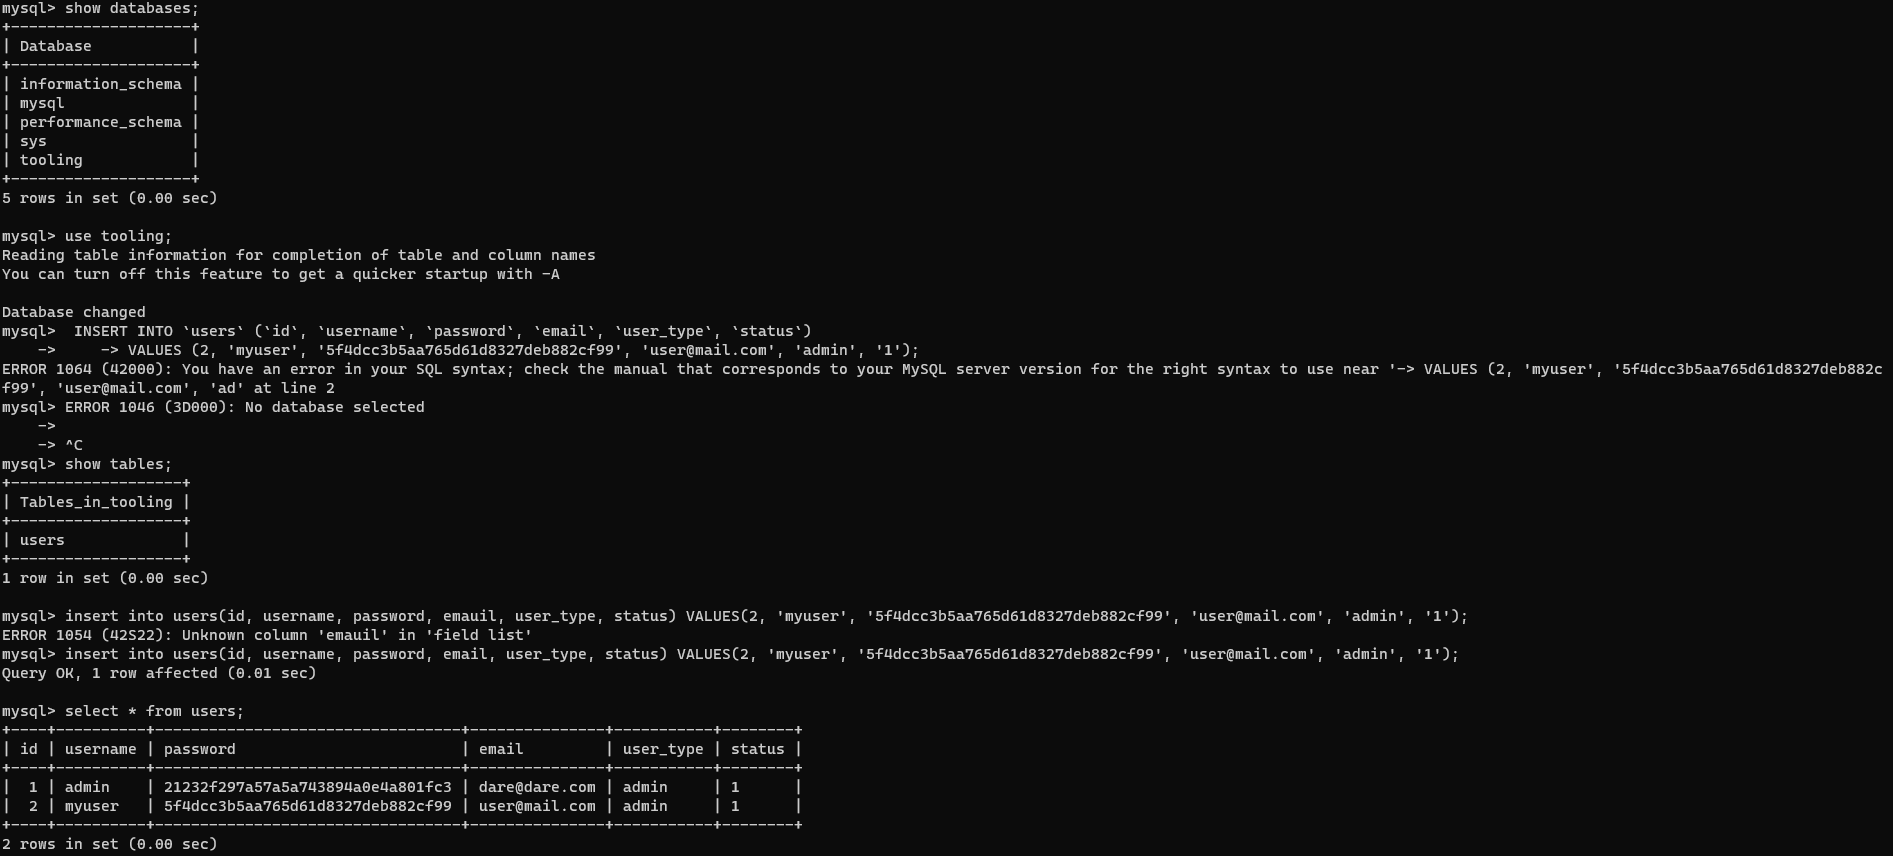 mysql> show databases;
+--------------------+
| Database           |
+--------------------+
| information_schema |
| mysql              |
| performance_schema |
| sys                |
| tooling            |
+--------------------+
5 rows in set (0.00 sec)

mysql> use tooling;
Reading table information for completion of table and column names
You can turn off this feature to get a quicker startup with -A

Database changed
mysql>  INSERT INTO `users` (`id`, `username`, `password`, `email`, `user_type`, `status`)
    ->     -> VALUES (2, 'myuser', '5f4dcc3b5aa765d61d8327deb882cf99', 'user@mail.com', 'admin', '1');
ERROR 1064 (42000): You have an error in your SQL syntax; check the manual that corresponds to your MySQL server version for the right syntax to use near '-> VALUES (2, 'myuser', '5f4dcc3b5aa765d61d8327deb882c
f99', 'user@mail.com', 'ad' at line 2
mysql> ERROR 1046 (3D000): No database selected
    ->
    -> ^C
mysql> show tables;
+-------------------+
| Tables_in_tooling |
+-------------------+
| users             |
+-------------------+
1 row in set (0.00 sec)

mysql> insert into users(id, username, password, emauil, user_type, status) VALUES(2, 'myuser', '5f4dcc3b5aa765d61d8327deb882cf99', 'user@mail.com', 'admin', '1');
ERROR 1054 (42S22): Unknown column 'emauil' in 'field list'
mysql> insert into users(id, username, password, email, user_type, status) VALUES(2, 'myuser', '5f4dcc3b5aa765d61d8327deb882cf99', 'user@mail.com', 'admin', '1');
Query OK, 1 row affected (0.01 sec)

mysql> select * from users;
+----+----------+----------------------------------+---------------+-----------+--------+
| id | username | password                         | email         | user_type | status |
+----+----------+----------------------------------+---------------+-----------+--------+
|  1 | admin    | 21232f297a57a5a743894a0e4a801fc3 | dare@dare.com | admin     | 1      |
|  2 | myuser   | 5f4dcc3b5aa765d61d8327deb882cf99 | user@mail.com | admin     | 1      |
+----+----------+----------------------------------+---------------+-----------+--------+
2 rows in set (0.00 sec)